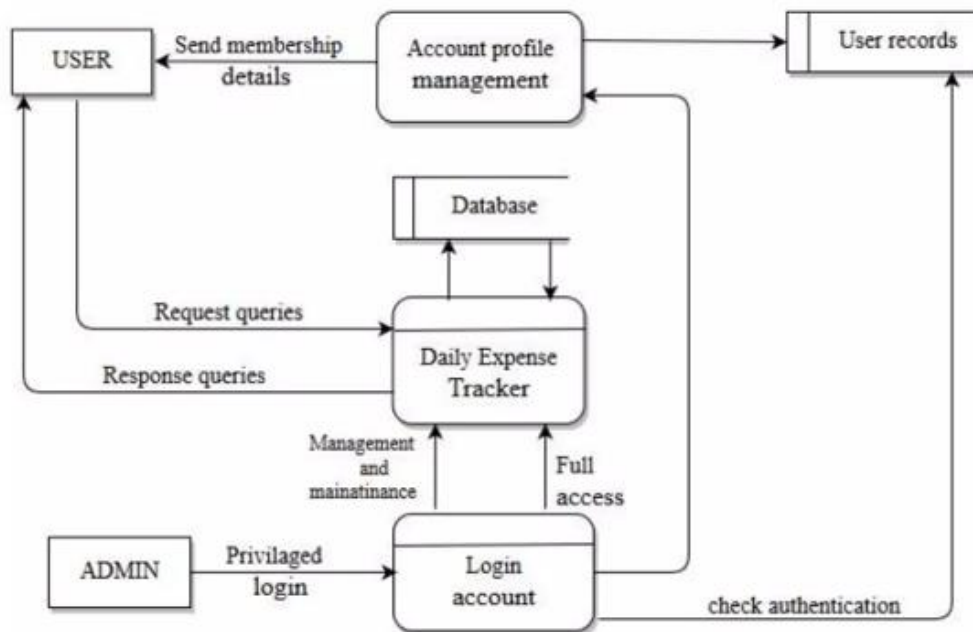 USER
Send membership
details
Account profile
management
User records
Database
Request queries
Daily Expense
Tracker
Response queries
Management
and
mainatinance
Full
access
ADMIN
Privilaged
login
Login
account
check authentication